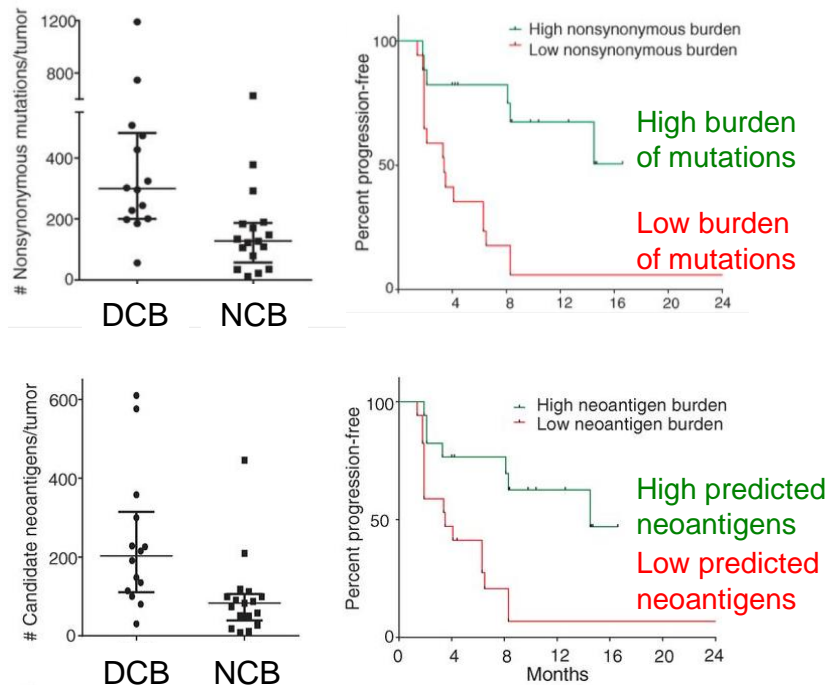 # Nonsynonymous mutations/tumor
1200
800
400
200
0
DCB
NCB
Percent progression-free
100
50
0
High nonsynonymous burden
Low nonsynonymous burden
High burden
of mutations
Low burden
of mutations
4
8
12
16
20
24
# Candidate neoantigens/tumor
600
400
200
0
DCB
NCB
Percent progression-free
100
50
0
High neoantigen burden
Low neoantigen burden
High predicted
neoantigens
Low predicted
neoantigens
0
4
8
12
16
20
24
Months